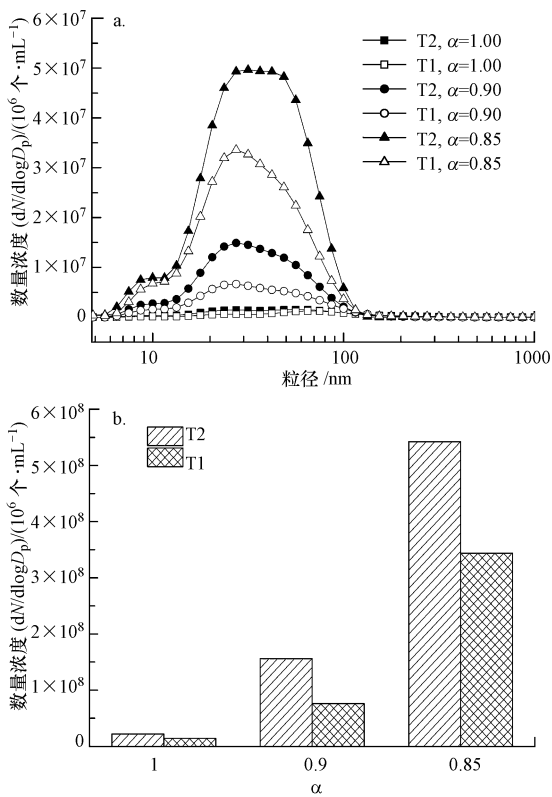 a.
数量浓度 (dN/dlogDp)/(10⁶ 个·mL⁻¹)
6×10⁷
5×10⁷
4×10⁷
3×10⁷
2×10⁷
1×10⁷
0
T2, α=1.00
T1, α=1.00
T2, α=0.90
T1, α=0.90
T2, α=0.85
T1, α=0.85
10 100 1000
粒径/nm
b.
数量浓度 (dN/dlogDp)/(10⁶ 个·mL⁻¹)
6×10⁸
5×10⁸
4×10⁸
3×10⁸
2×10⁸
1×10⁸
0
T2
T1
1 0.9 0.85
α